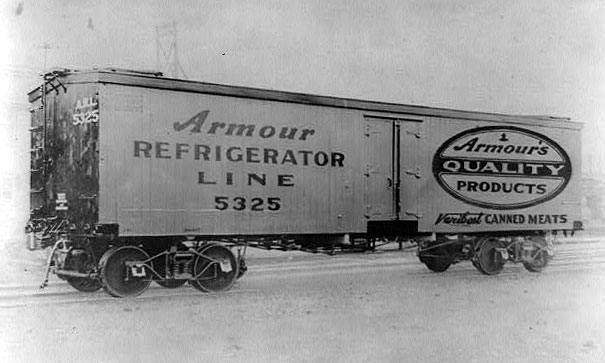 A.R.L.
5325
Armour
REFRIGERATOR
LINE
5325
Armour's
QUALITY
PRODUCTS
Veribest CANNED MEATS